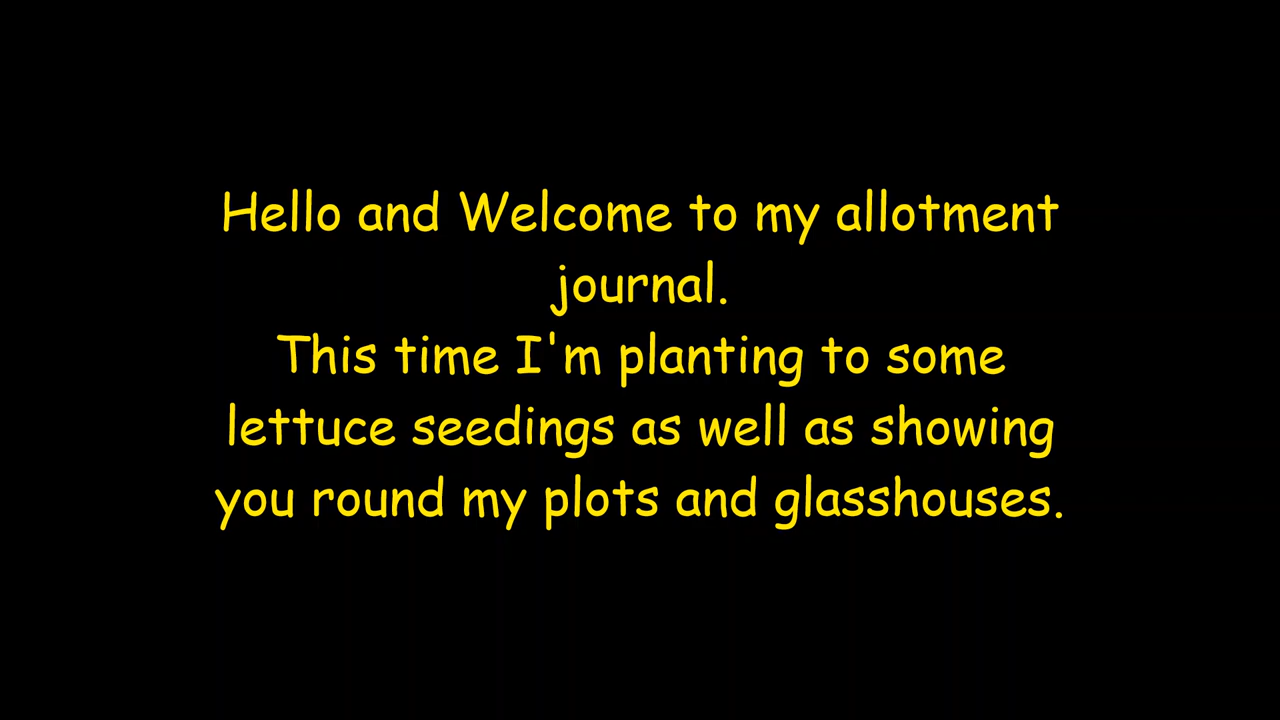 Hello and Welcome to my allotment
journal.
This time I'm planting to some
lettuce seedings as well as showing
you round my plots and glasshouses.